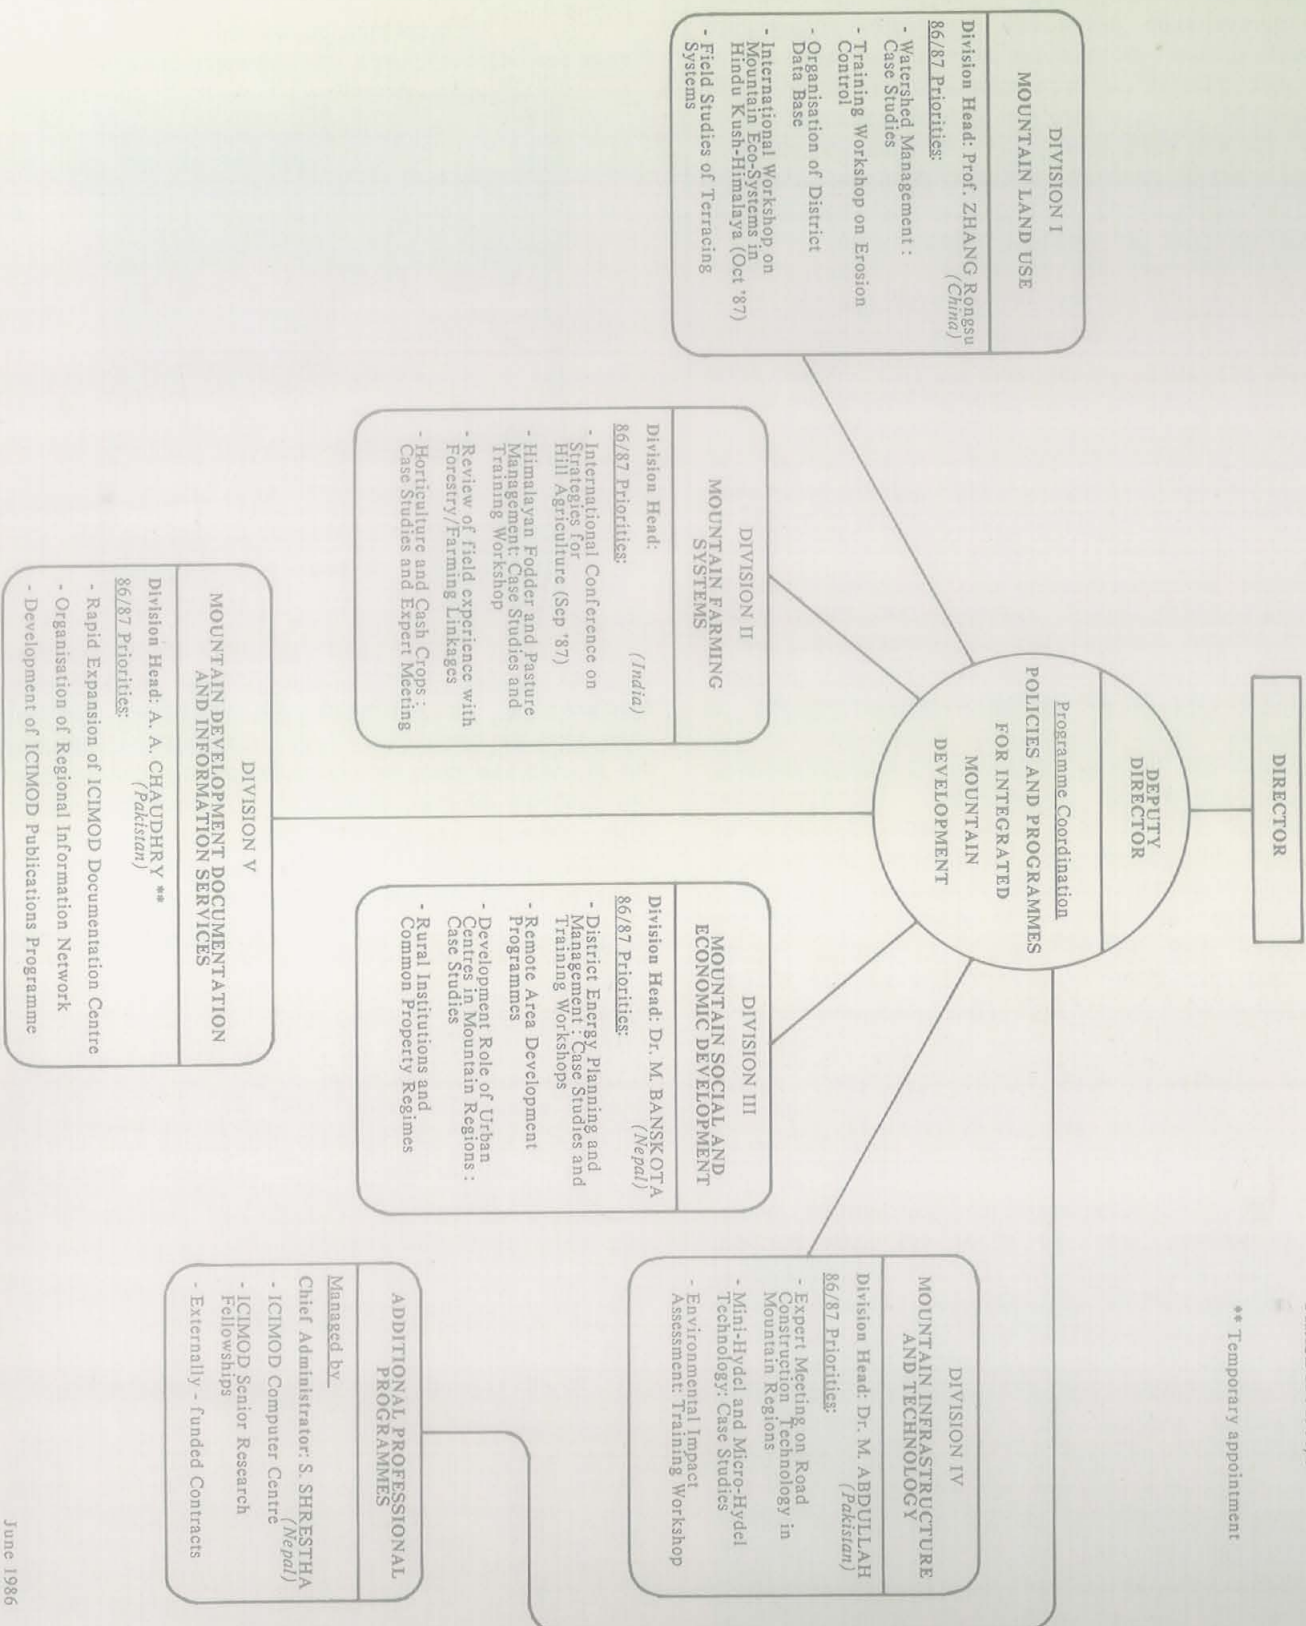 ** Temporary appointment
DIRECTOR
DEPUTY
DIRECTOR
Programme Coordination
POLICIES AND PROGRAMMES
FOR INTEGRATED
MOUNTAIN
DEVELOPMENT
DIVISION I
MOUNTAIN LAND USE
Division Head: Prof. ZHANG Rongsu
(China)
86/87 Priorities:
- Watershed Management :
Case Studies
- Training Workshop on Erosion
Control
- Organisation of District
Data Base
- International Workshop on
Mountain Eco-Systems in
Hindu Kush-Himalaya (Oct '87)
- Field Studies of Terracing
Systems
DIVISION II
MOUNTAIN FARMING
SYSTEMS
Division Head:
(India)
86/87 Priorities:
- International Conference on
Strategies for
Hill Agriculture (Sep '87)
- Himalayan Fodder and Pasture
Management: Case Studies and
Training Workshop
- Review of field experience with
Forestry/Farming Linkages
- Horticulture and Cash Crops :
Case Studies and Expert Meeting
DIVISION III
MOUNTAIN SOCIAL AND
ECONOMIC DEVELOPMENT
Division Head: Dr. M. BANSKOTA
(Nepal)
86/87 Priorities:
- District Energy Planning and
Management : Case Studies and
Training Workshops
- Remote Area Development
Programmes
- Development Role of Urban
Centres in Mountain Regions :
Case Studies
- Rural Institutions and
Common Property Regimes
DIVISION IV
MOUNTAIN INFRASTRUCTURE
AND TECHNOLOGY
Division Head: Dr. M. ABDULLAH
(Pakistan)
86/87 Priorities:
- Expert Meeting on Road
Construction Technology in
Mountain Regions
- Mini-Hydel and Micro-Hydel
Technology: Case Studies
- Environmental Impact
Assessment: Training Workshop
DIVISION V
MOUNTAIN DEVELOPMENT DOCUMENTATION
AND INFORMATION SERVICES
Division Head: A. A. CHAUDHRY **
(Pakistan)
86/87 Priorities:
- Rapid Expansion of ICIMOD Documentation Centre
- Organisation of Regional Information Network
- Development of ICIMOD Publications Programme
ADDITIONAL PROFESSIONAL
PROGRAMMES
Managed by
Chief Administrator: S. SHRESTHA
(Nepal)
- ICIMOD Computer Centre
- ICIMOD Senior Research
Fellowships
- Externally - funded Contracts
June 1986